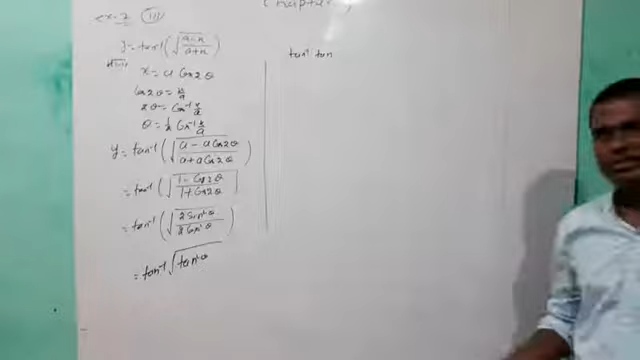 ex-2 (iii)
(Chapter
y = tan⁻¹(√(a-x)/(a+x))
x = a Cos2θ
Cos2θ = x/a
2θ = Cos⁻¹ x/a
θ = 1/2 Cos⁻¹ x/a
y = tan⁻¹(√(a - a Cos2θ)/(a + a Cos2θ))
= tan⁻¹(√(1 - Cos2θ)/(1 + Cos2θ))
= tan⁻¹(√(2 Sin²θ)/(2 Cos²θ))
= tan⁻¹ √tan²θ
tan⁻¹ tan